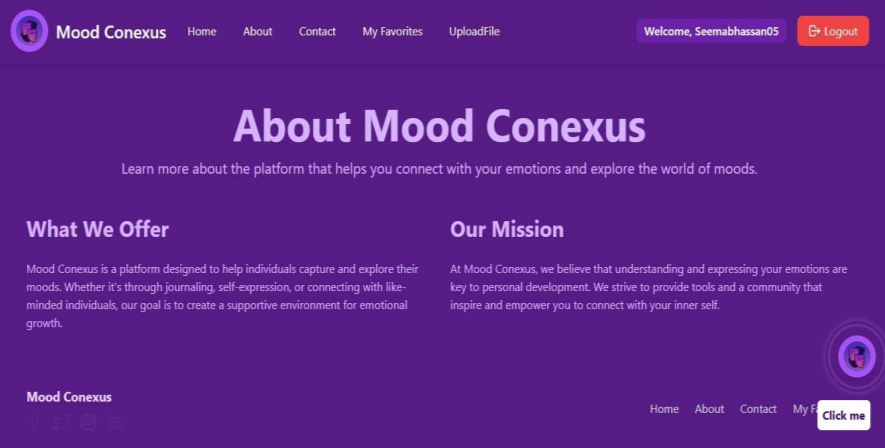 Mood Conexus Home About Contact My Favorites UploadFile Welcome, Seemabhassan05 Logout
About Mood Conexus
Learn more about the platform that helps you connect with your emotions and explore the world of moods.
What We Offer
Mood Conexus is a platform designed to help individuals capture and explore their
moods. Whether it's through journaling, self-expression, or connecting with like-
minded individuals, our goal is to create a supportive environment for emotional
growth.
Our Mission
At Mood Conexus, we believe that understanding and expressing your emotions are
key to personal development. We strive to provide tools and a community that
inspire and empower you to connect with your inner self.
Mood Conexus
Home About Contact My
Click me